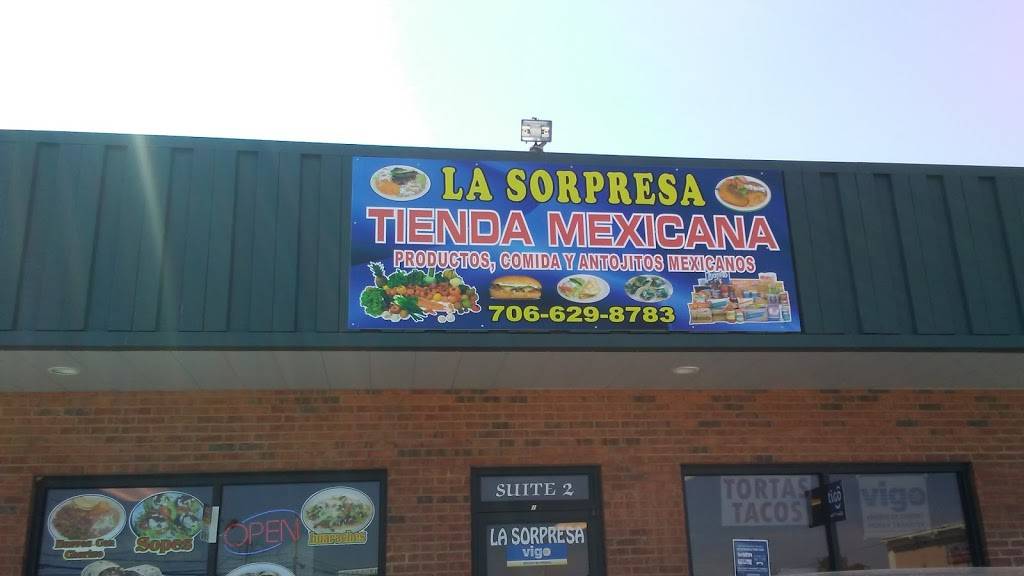 LA SORPRESA
TIENDA MEXICANA
PRODUCTOS, COMIDA Y ANTOJITOS MEXICANOS
706-629-8783
SUITE 2
LA SORPRESA
vigo
Sopes
OPEN
Huaraches
TORTAS
TACOS
vigo